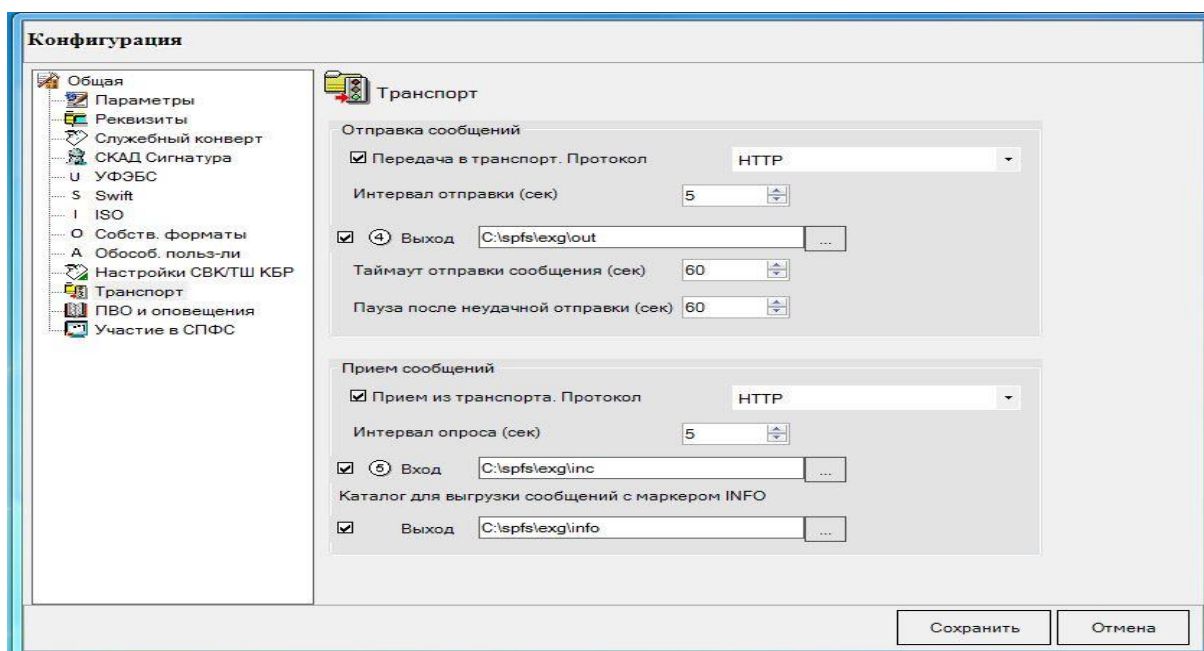 Конфигурация
Общая
Параметры
Реквизиты
Служебный конверт
СКАД Сигнатура
U УФЭБС
S Swift
I ISO
O Собств. форматы
A Обособ. польз-ли
Настройки СВК/ТШ КБР
Транспорт
ПВО и оповещения
Участие в СПФС
Транспорт
Отправка сообщений
Передача в транспорт. Протокол HTTP
Интервал отправки (сек) 5
4 Выход C:\spfs\exg\out ...
Таймаут отправки сообщения (сек) 60
Пауза после неудачной отправки (сек) 60
Прием сообщений
Прием из транспорта. Протокол HTTP
Интервал опроса (сек) 5
5 Вход C:\spfs\exg\inc ...
Каталог для выгрузки сообщений с маркером INFO
Выход C:\spfs\exg\info ...
Сохранить Отмена